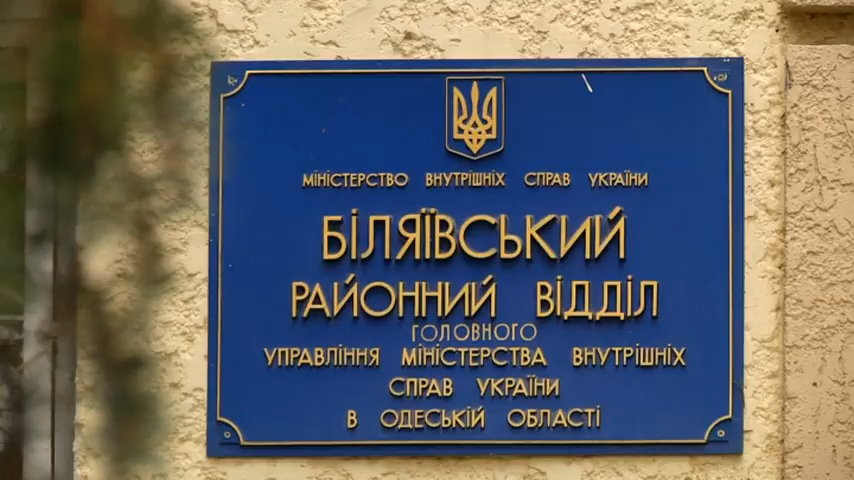 МІНІСТЕРСТВО ВНУТРІШНІХ СПРАВ УКРАЇНИ
БІЛЯЇВСЬКИЙ
РАЙОННИЙ ВІДДІЛ
ГОЛОВНОГО
УПРАВЛІННЯ МІНІСТЕРСТВА ВНУТРІШНІХ
СПРАВ УКРАЇНИ
В ОДЕСЬКІЙ ОБЛАСТІ